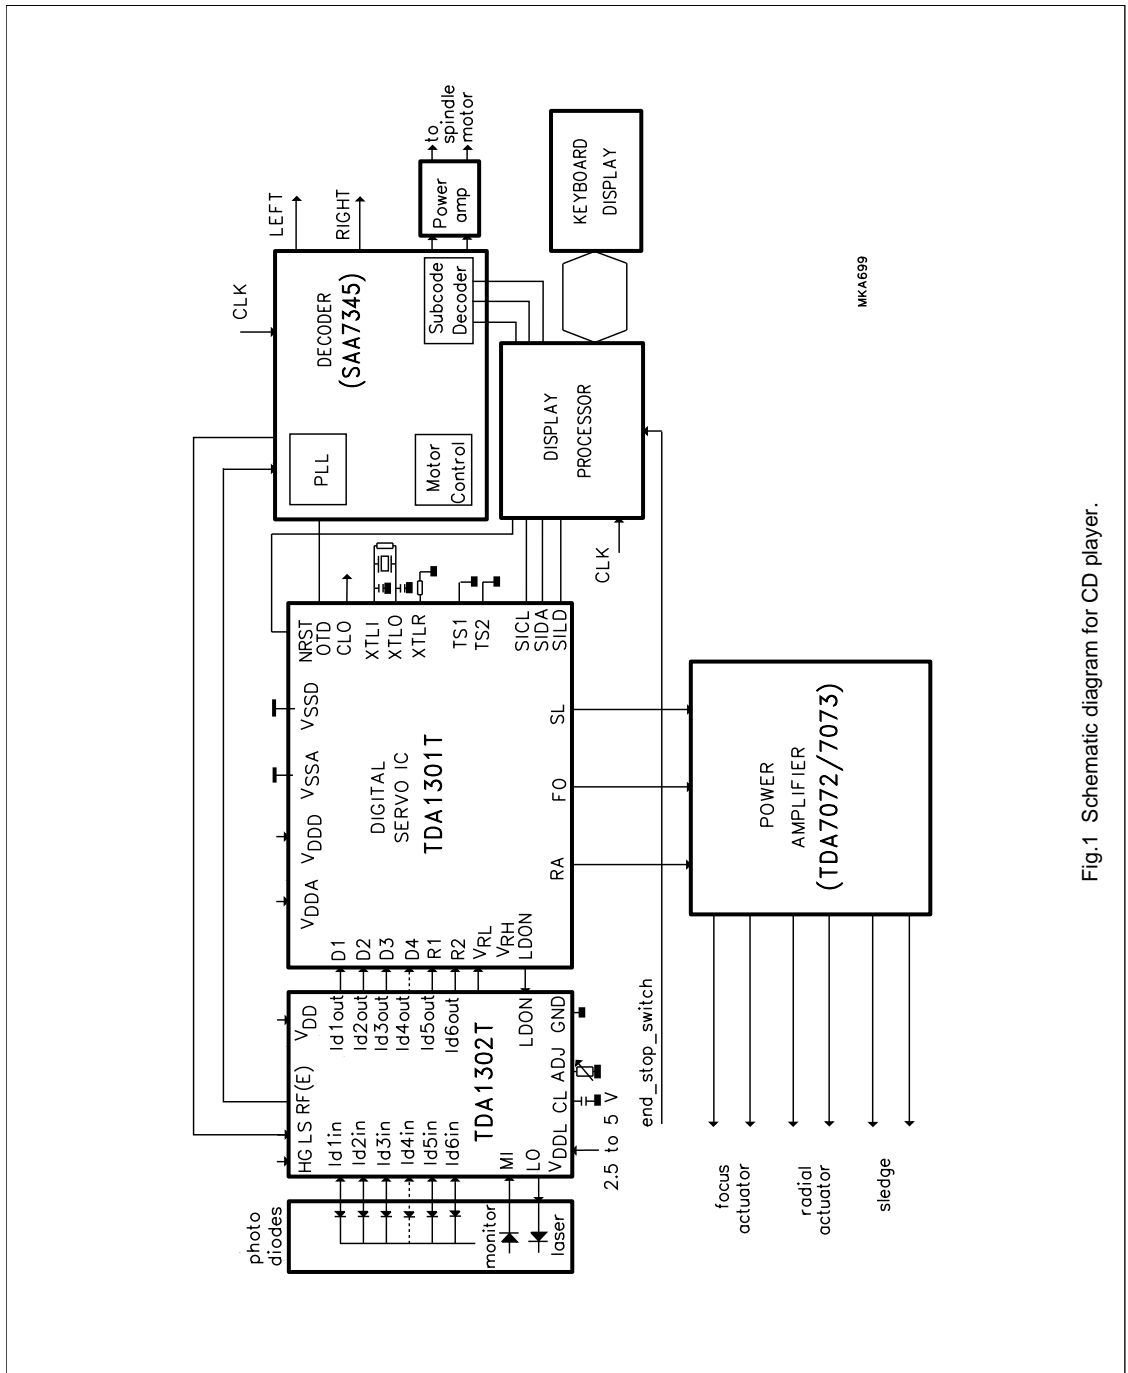 photo
diodes
monitor
laser
HG
LS
RF(E)
VDD
Id1in
Id2in
Id3in
Id4in
Id5in
Id6in
Id1out
Id2out
Id3out
Id4out
Id5out
Id6out
TDA1302T
MI
LO
LDON
VDDL
CL
ADJ
GND
2.5 to 5 V
VDDA
VDDD
VSSA
VSSD
D1
D2
D3
D4
R1
R2
VRL
VRH
LDON
DIGITAL
SERVO IC
TDA1301T
NRST
OTD
CLO
XTLI
XTLO
XTLR
TS1
TS2
SICL
SIDA
SILD
RA
FO
SL
CLK
LEFT
RIGHT
DECODER
(SAA7345)
PLL
Motor
Control
Subcode
Decoder
Power
amp
to
spindle
motor
DISPLAY
PROCESSOR
CLK
KEYBOARD
DISPLAY
end_stop_switch
POWER
AMPLIFIER
(TDA7072/7073)
focus
actuator
radial
actuator
sledge
MKA699
Fig.1 Schematic diagram for CD player.